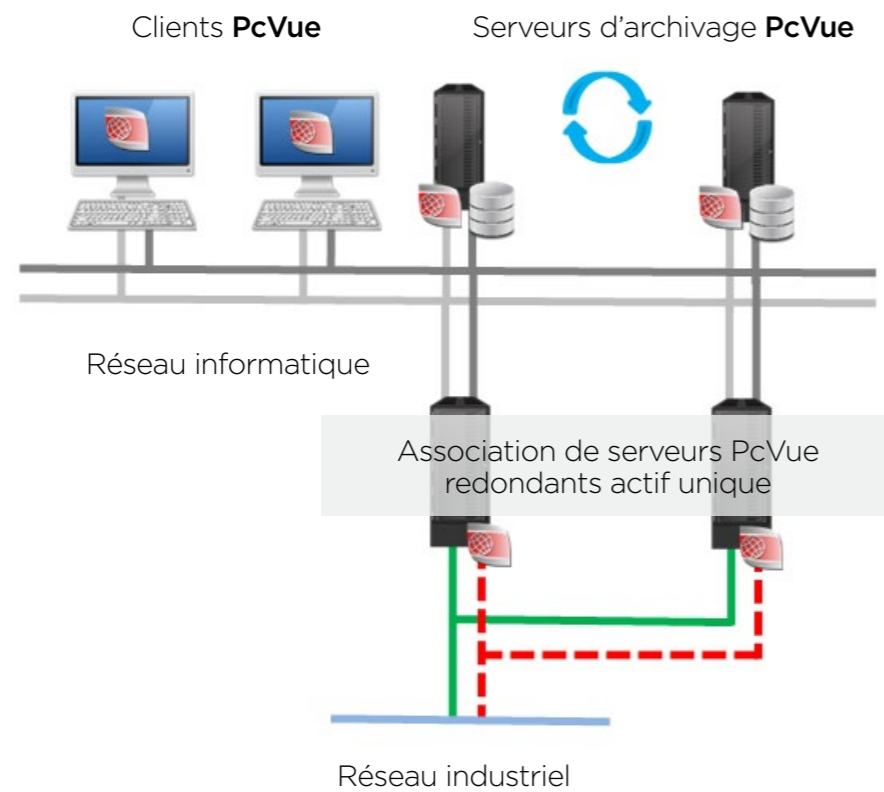 Clients PcVue
Serveurs d'archivage PcVue
Réseau informatique
Association de serveurs PcVue
redondants actif unique
Réseau industriel